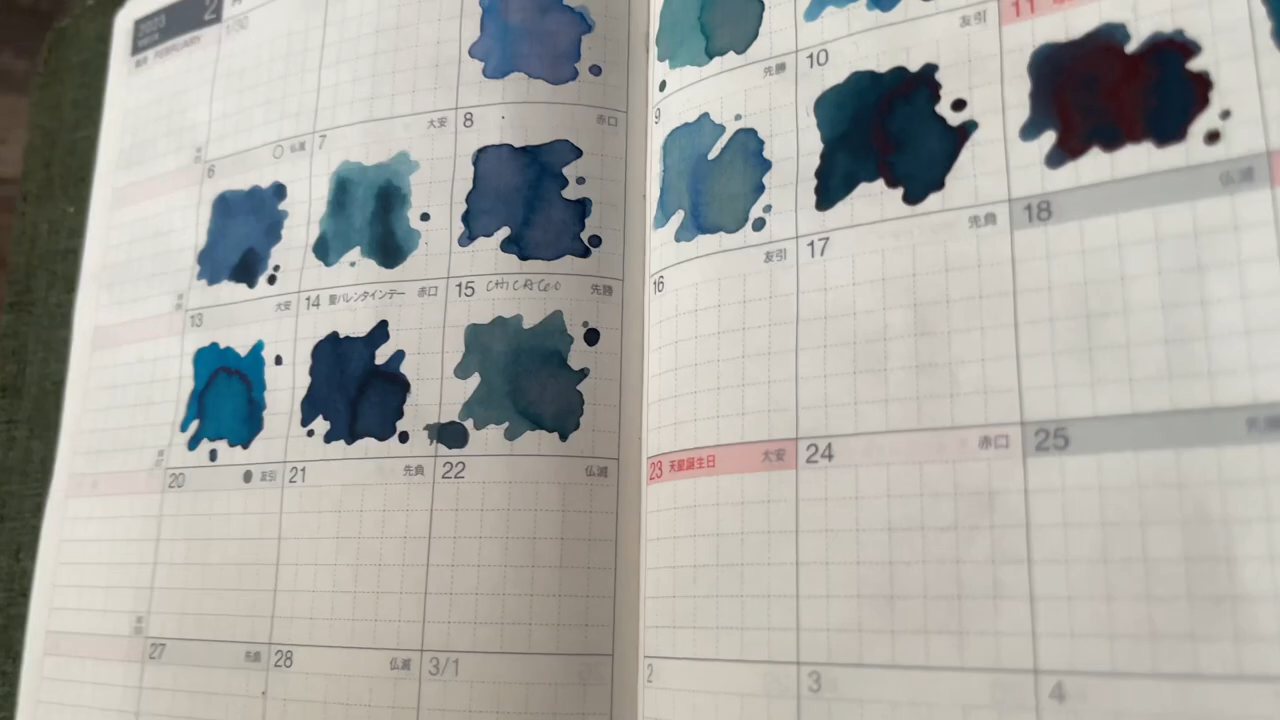 2023 2 月
FEBRUARY
1/30
友引 11
6 ○ 仏滅 7 大安 8 赤口 9 先勝 10
13 大安 14 聖バレンタインデー 赤口 15 CHICAGO 先勝 16 友引 17 先負 18 仏滅
20 ● 友引 21 先負 22 仏滅 23 天皇誕生日 大安 24 赤口 25
27 先負 28 仏滅 3/1 2 3 4